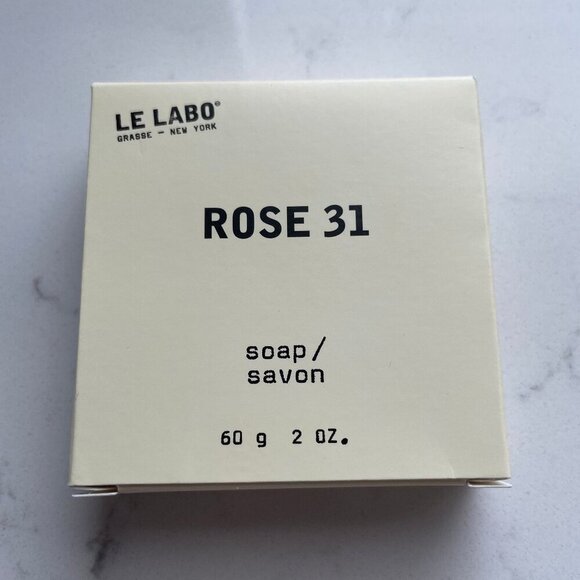 LE LABO®
GRASSE — NEW YORK
ROSE 31
soap/
savon
60 g 2 OZ.